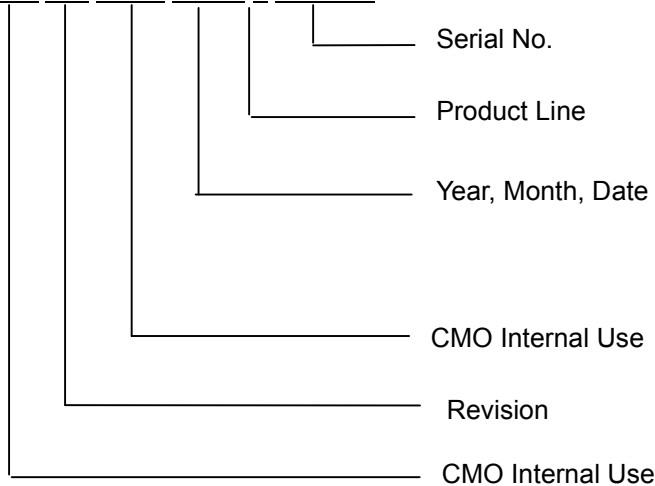 Serial No.
Product Line
Year, Month, Date
CMO Internal Use
Revision
CMO Internal Use